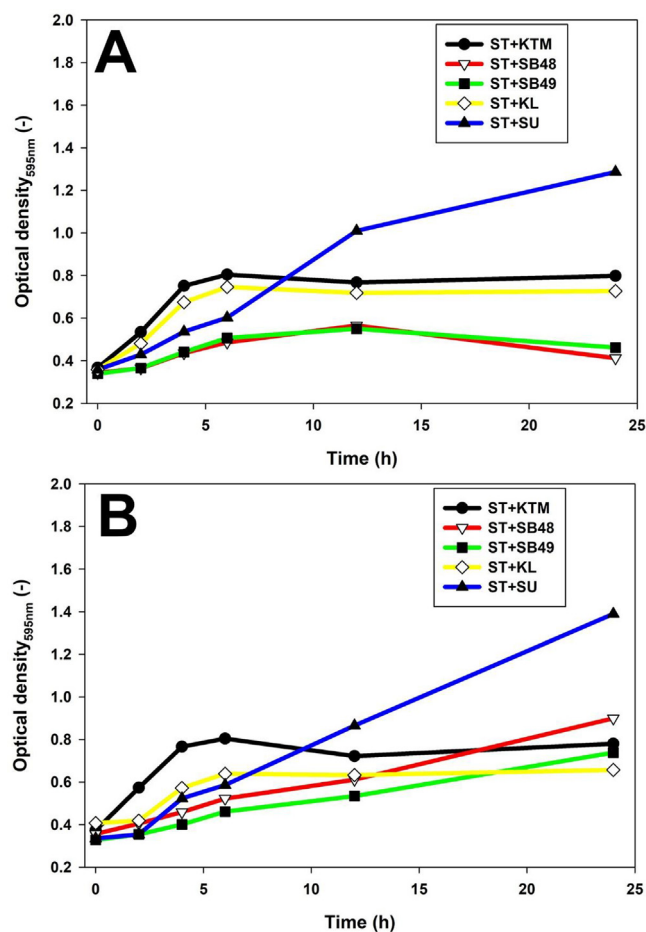 A
2.0
1.8
1.6
1.4
1.2
1.0
0.8
0.6
0.4
0.2
Optical density595nm (-)
ST+KTM
ST+SB48
ST+SB49
ST+KL
ST+SU
0 5 10 15 20 25
Time (h)
B
2.0
1.8
1.6
1.4
1.2
1.0
0.8
0.6
0.4
0.2
Optical density595nm (-)
ST+KTM
ST+SB48
ST+SB49
ST+KL
ST+SU
0 5 10 15 20 25
Time (h)